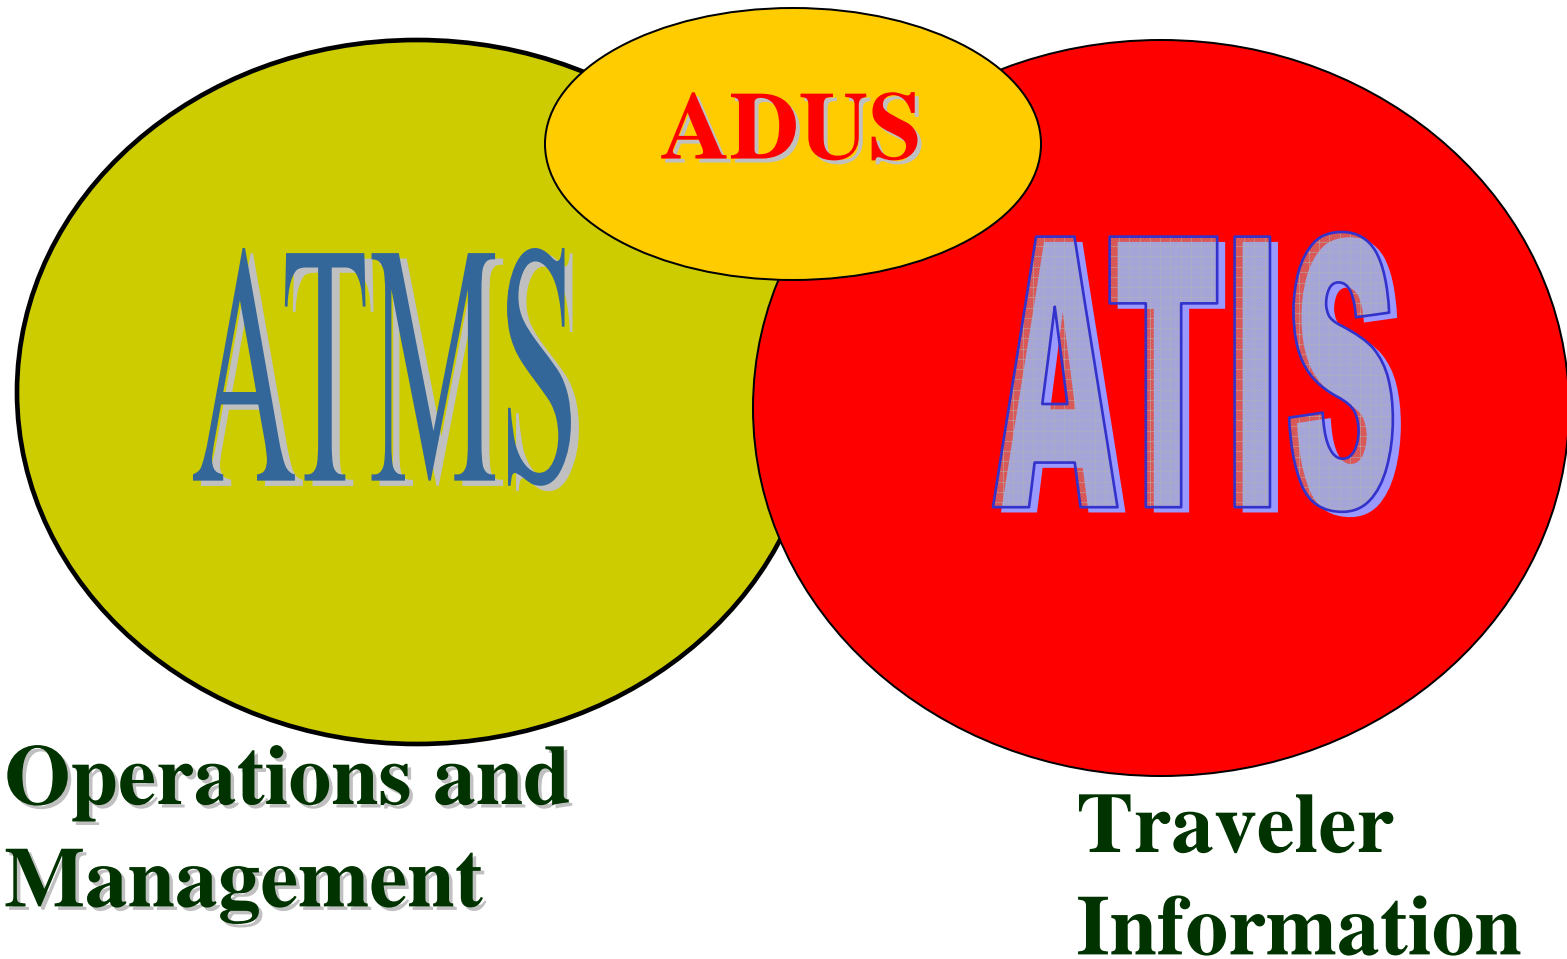 ADUS
ATMS
ATIS
Operations and
Management
Traveler
Information